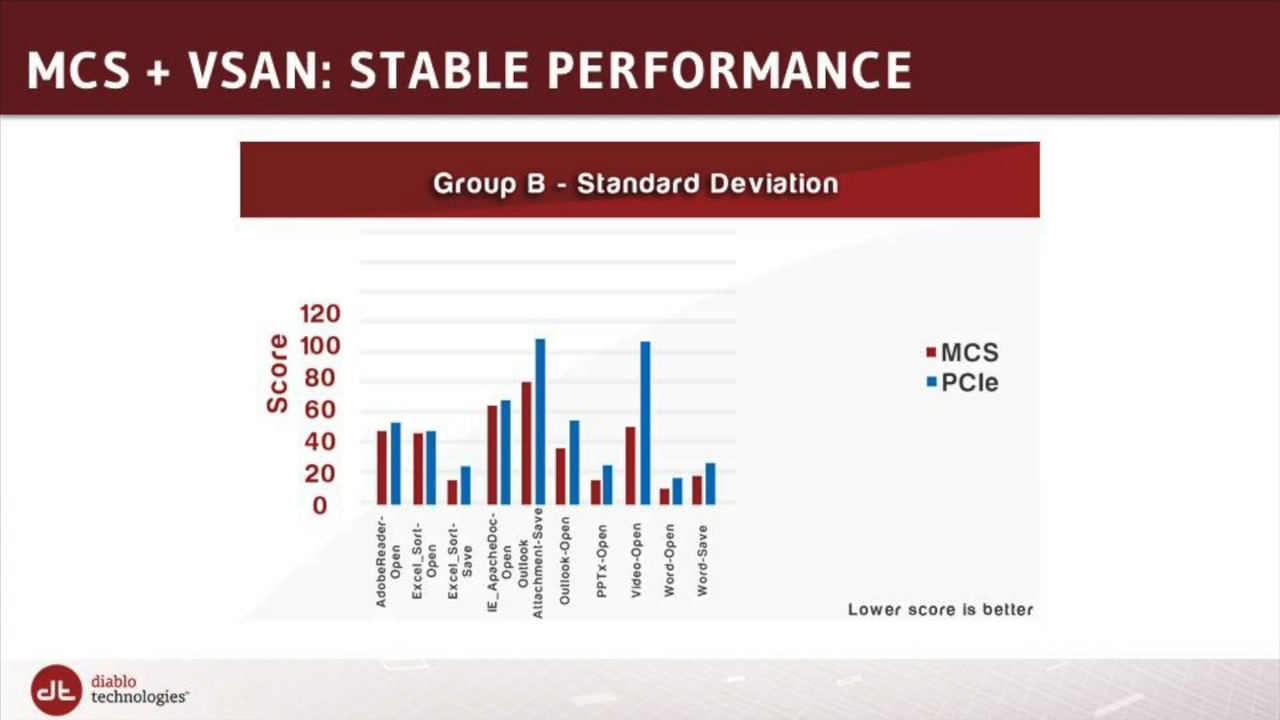 MCS + VSAN: STABLE PERFORMANCE
Group B - Standard Deviation
Score
120
100
80
60
40
20
0
MCS
PCIe
AdobeReader-
Open
Excel_Sort-
Open
Excel_Sort-
Save
IE_ApacheDoc-
Open
Outlook
Attachment-Save
Outlook-Open
PPTx-Open
Video-Open
Word-Open
Word-Save
Lower score is better
dt
diablo
technologies™